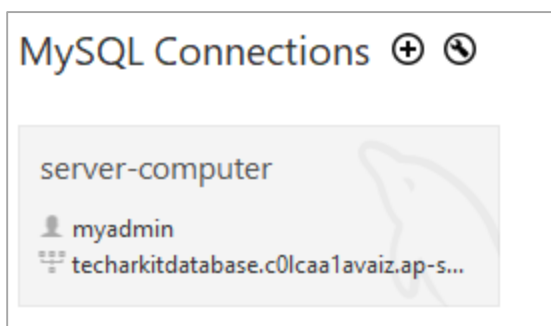 MySQL Connections
server-computer
myadmin
techarkitdatabase.c0lcaa1avaiz.ap-s...